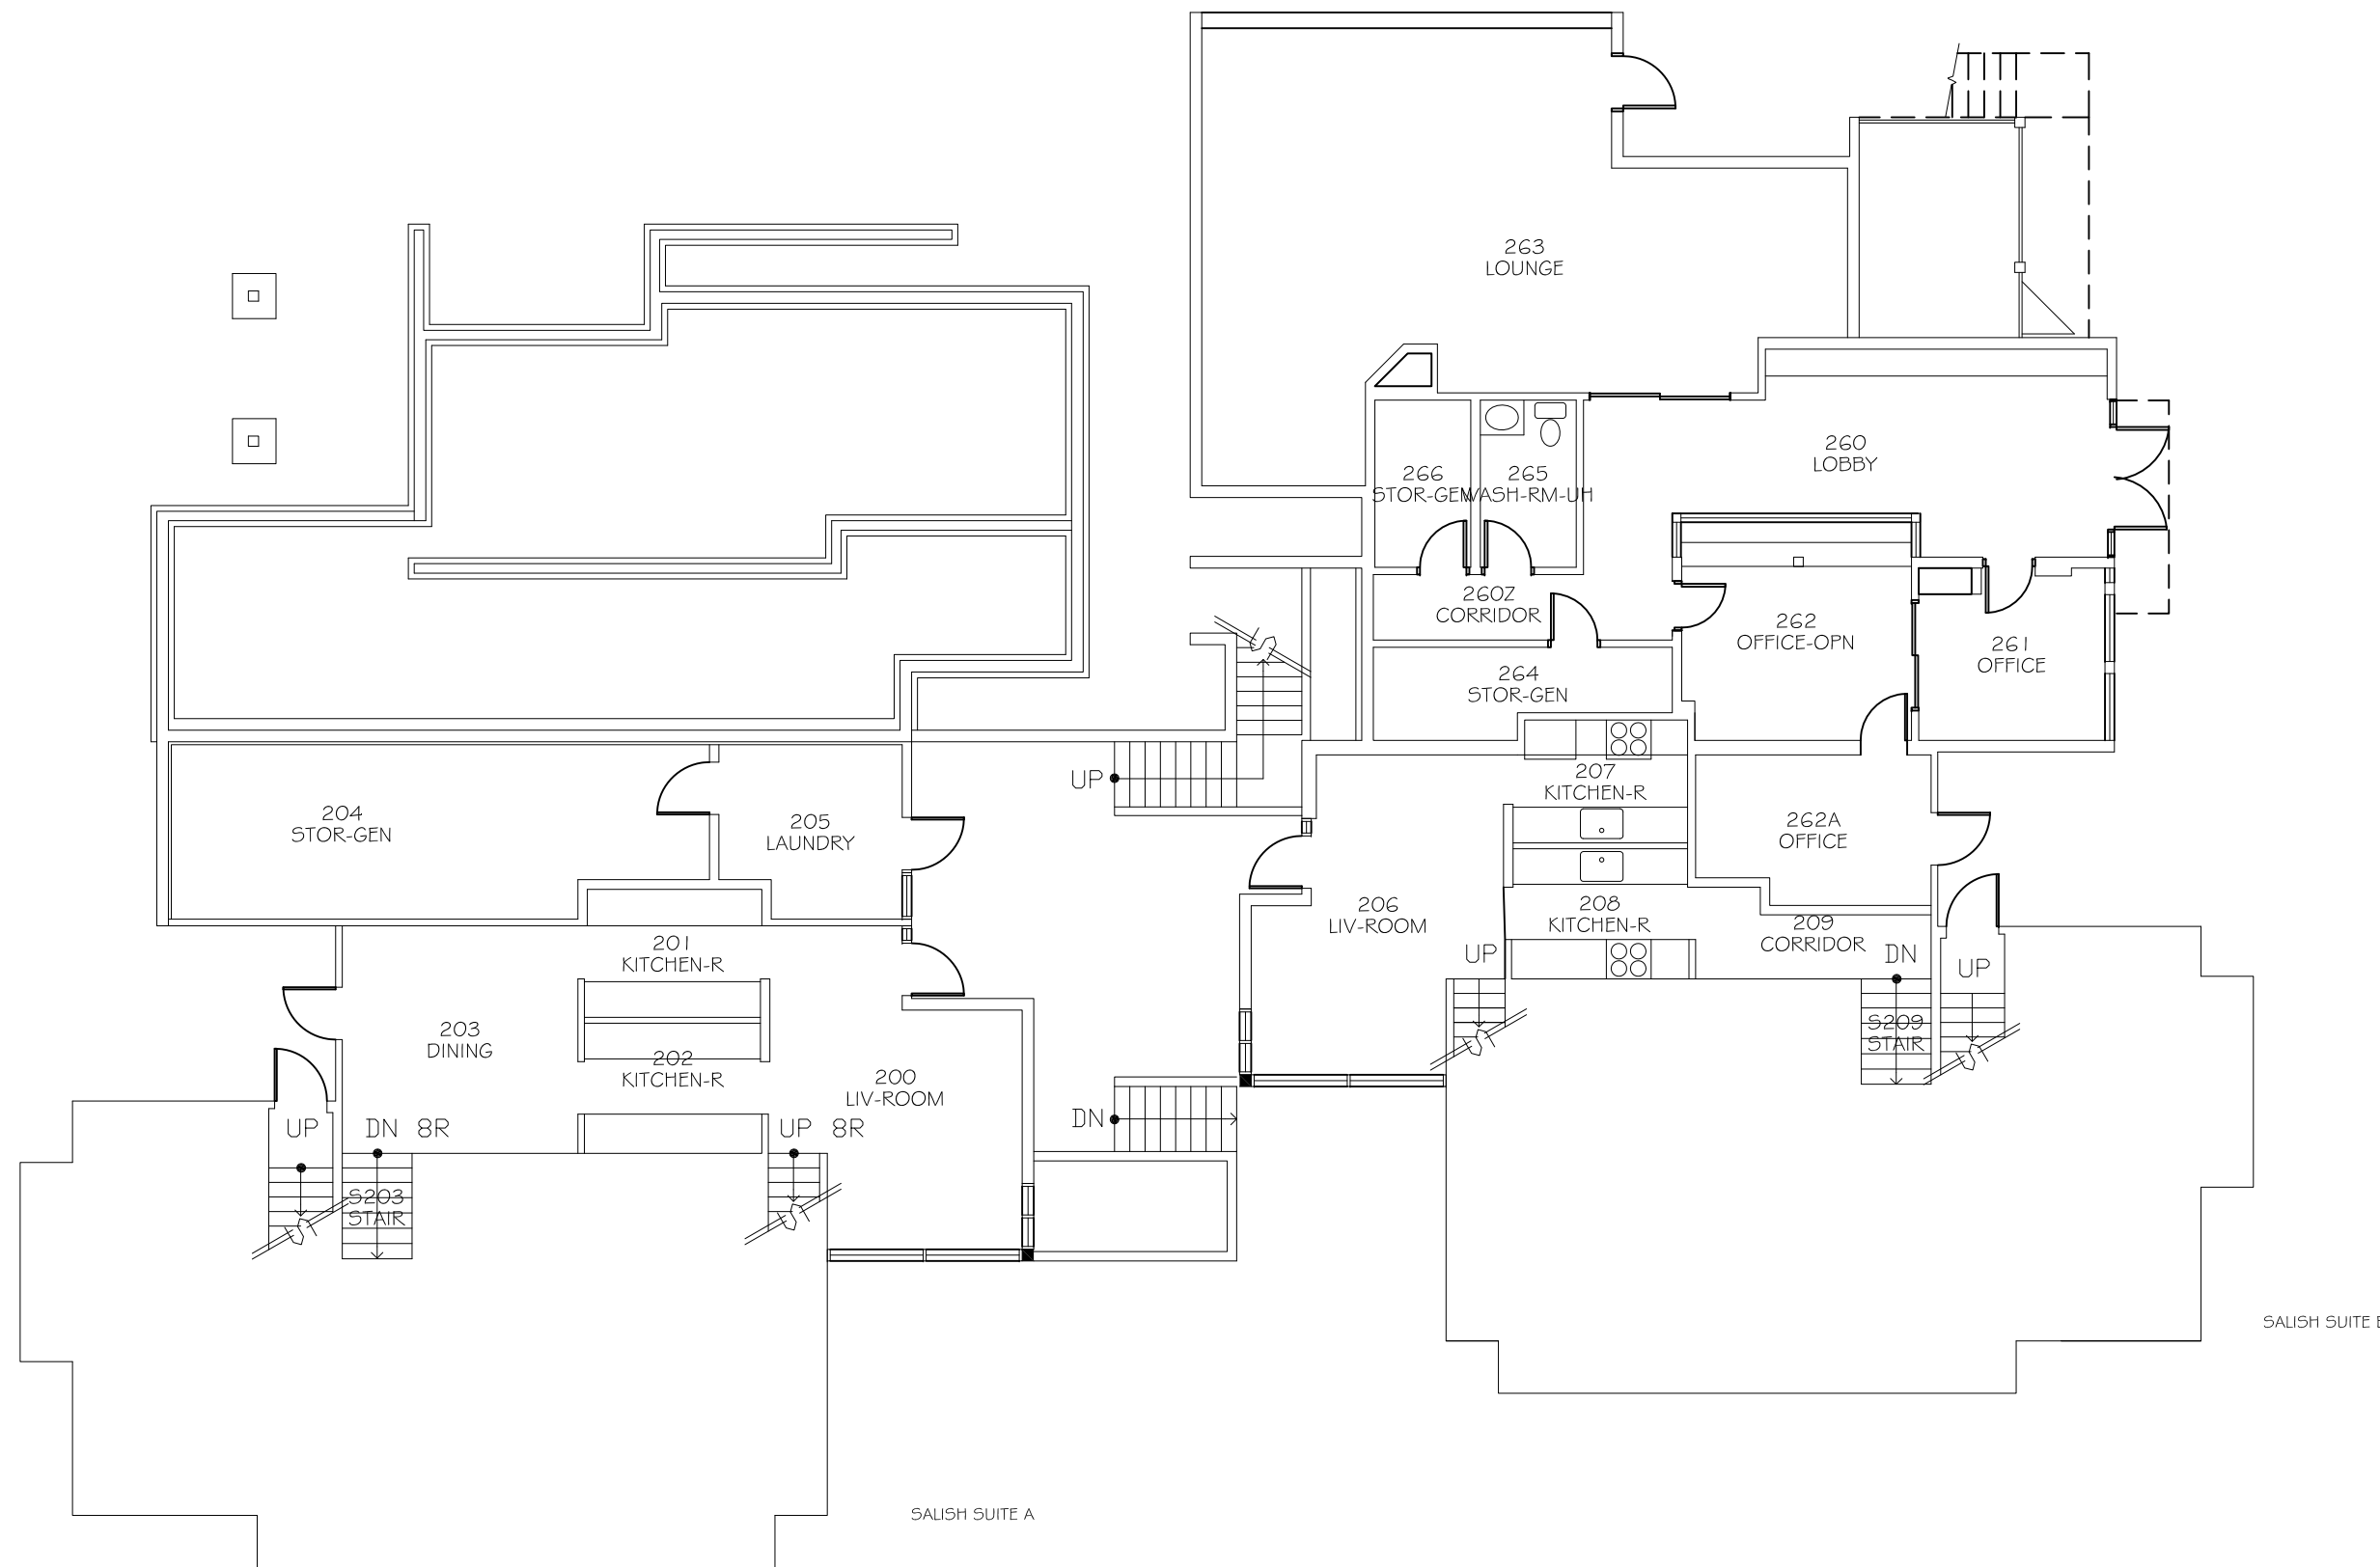 263
LOUNGE
260
LOBBY
266
STOR-GEN
265
WASH-RM-UH
260Z
CORRIDOR
262
OFFICE-OPN
261
OFFICE
264
STOR-GEN
UP
207
KITCHEN-R
204
STOR-GEN
205
LAUNDRY
262A
OFFICE
206
LIV-ROOM
208
KITCHEN-R
209
CORRIDOR
201
KITCHEN-R
UP
DN
UP
203
DINING
202
KITCHEN-R
200
LIV-ROOM
S209
STAIR
UP
DN 8R
UP 8R
DN
S203
STAIR
SALISH SUITE
SALISH SUITE A